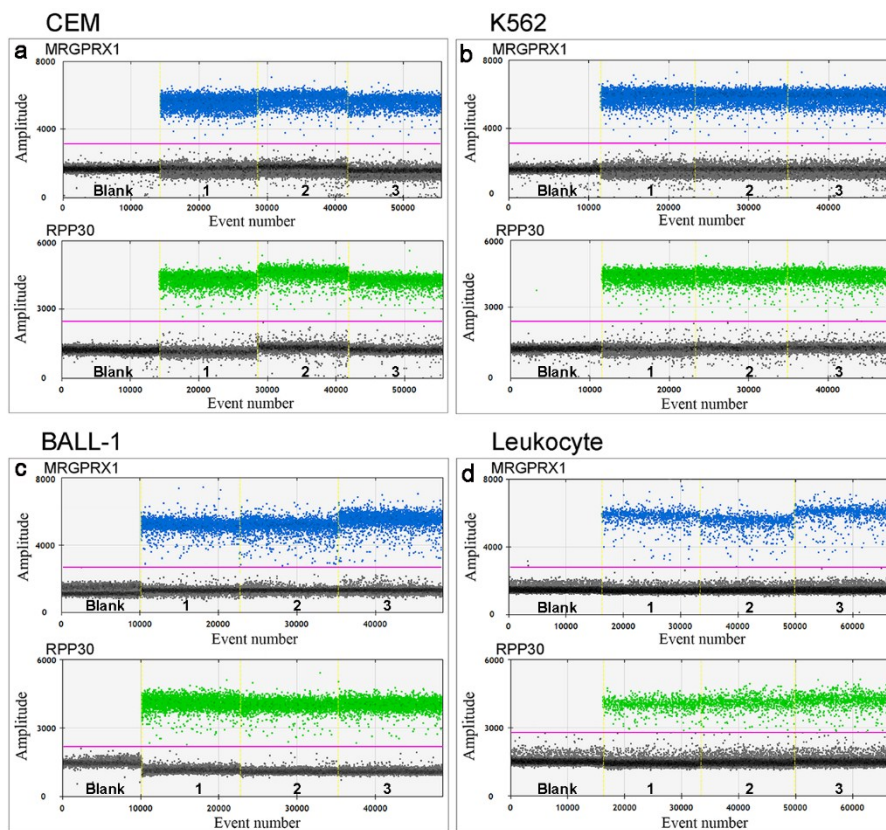 CEM
a
MRGPRX1
8000
4000
0
Amplitude
Blank 1 2 3
0 10000 20000 30000 40000 50000
Event number
RPP30
6000
3000
0
Amplitude
Blank 1 2 3
0 10000 20000 30000 40000 50000
Event number
K562
b
MRGPRX1
8000
4000
0
Amplitude
Blank 1 2 3
0 10000 20000 30000 40000
Event number
RPP30
6000
3000
0
Amplitude
Blank 1 2 3
0 10000 20000 30000 40000
Event number
BALL-1
c
MRGPRX1
8000
4000
0
Amplitude
Blank 1 2 3
0 10000 20000 30000 40000
Event number
RPP30
6000
3000
0
Amplitude
Blank 1 2 3
0 10000 20000 30000 40000
Event number
Leukocyte
d
MRGPRX1
8000
4000
0
Amplitude
Blank 1 2 3
0 10000 20000 30000 40000 50000 60000
Event number
RPP30
6000
3000
0
Amplitude
Blank 1 2 3
0 10000 20000 30000 40000 50000 60000
Event number